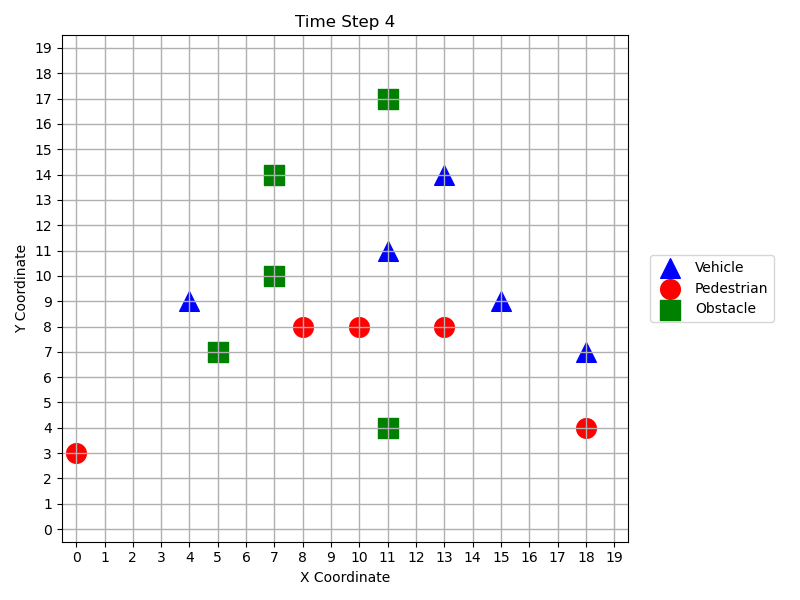 Time Step 4
Y Coordinate
19
18
17
16
15
14
13
12
11
10
9
8
7
6
5
4
3
2
1
0
0 1 2 3 4 5 6 7 8 9 10 11 12 13 14 15 16 17 18 19
X Coordinate
Vehicle
Pedestrian
Obstacle